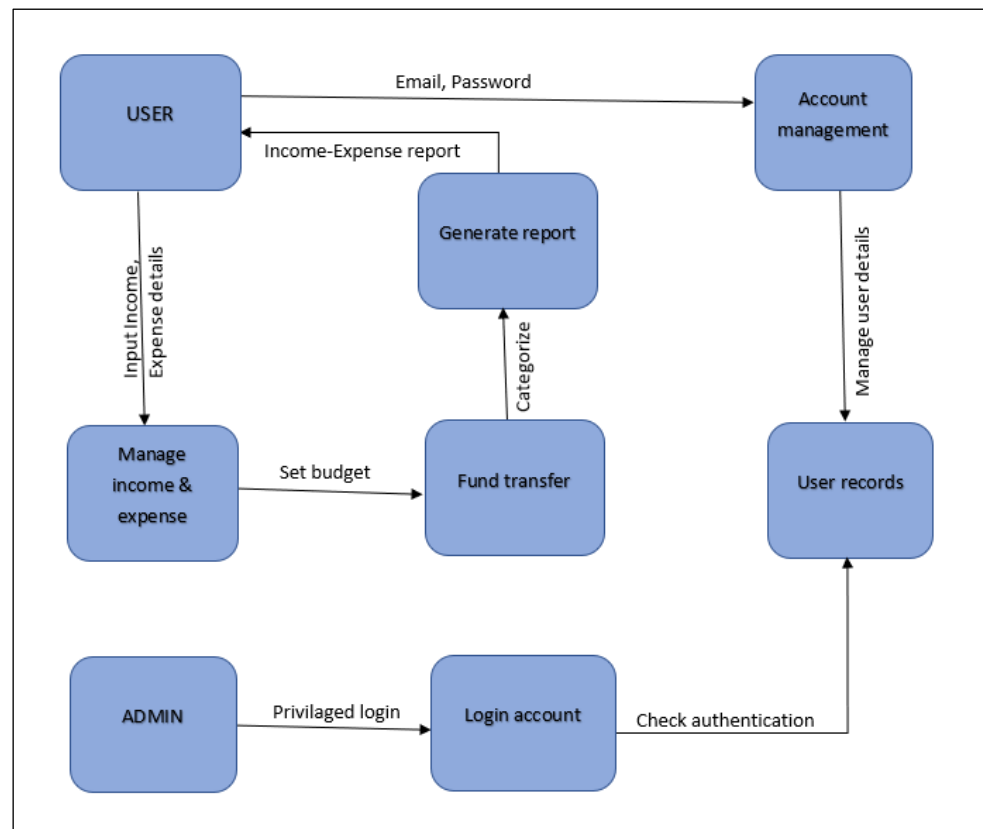 USER
Email, Password
Account
management
Income-Expense report
Generate report
Input Income,
Expense details
Categorize
Manage user details
Manage
income &
expense
Set budget
Fund transfer
User records
ADMIN
Privilaged login
Login account
Check authentication